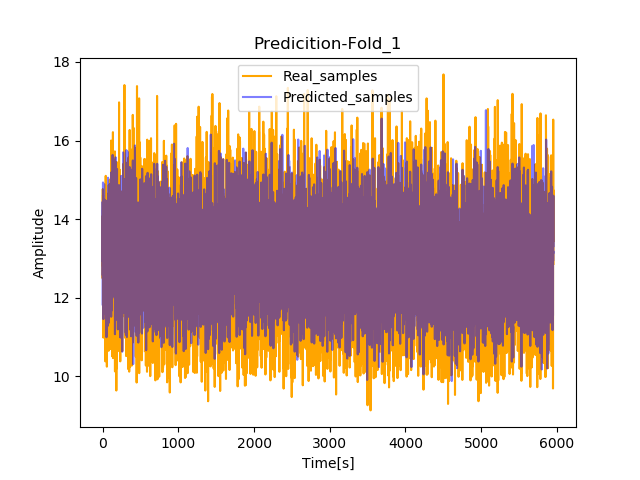 Predicition-Fold_1
Real_samples
Predicted_samples
Amplitude
18
16
14
12
10
0 1000 2000 3000 4000 5000 6000
Time[s]